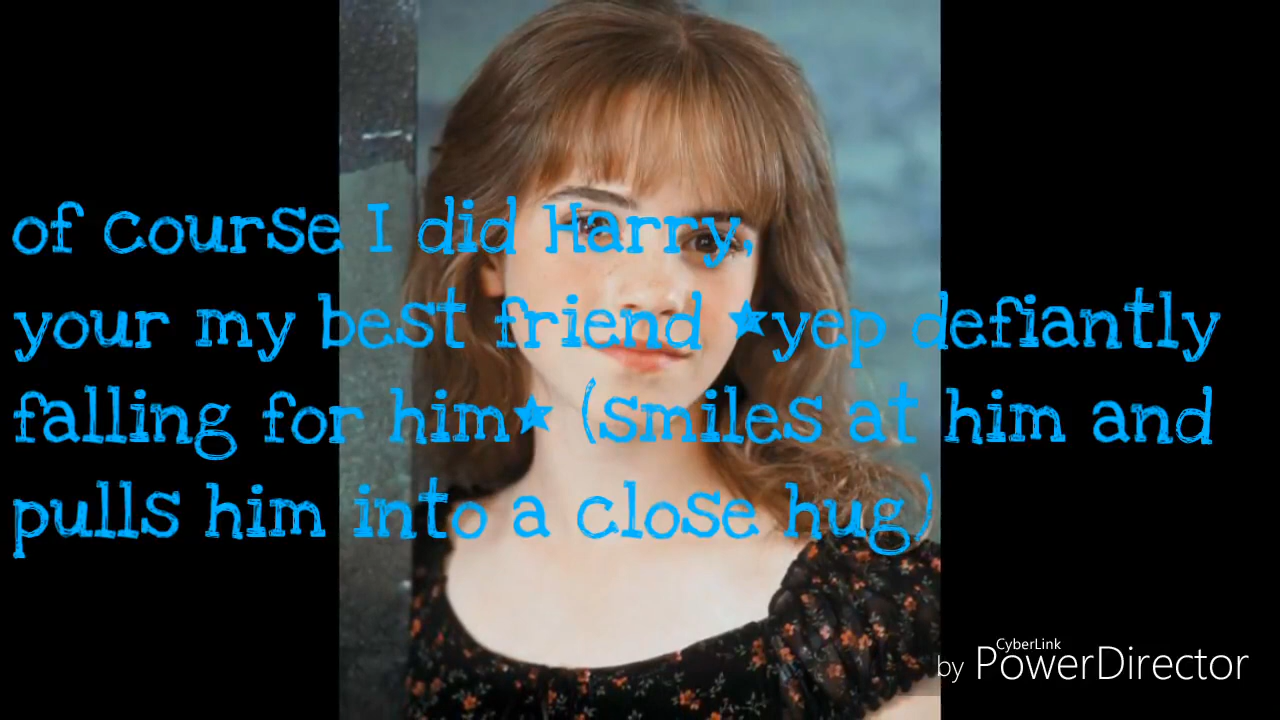 of course I did Harry,
your my best friend ★yep defiantly
falling for him★ (smiles at him and
pulls him into a close hug)
CyberLink
by PowerDirector